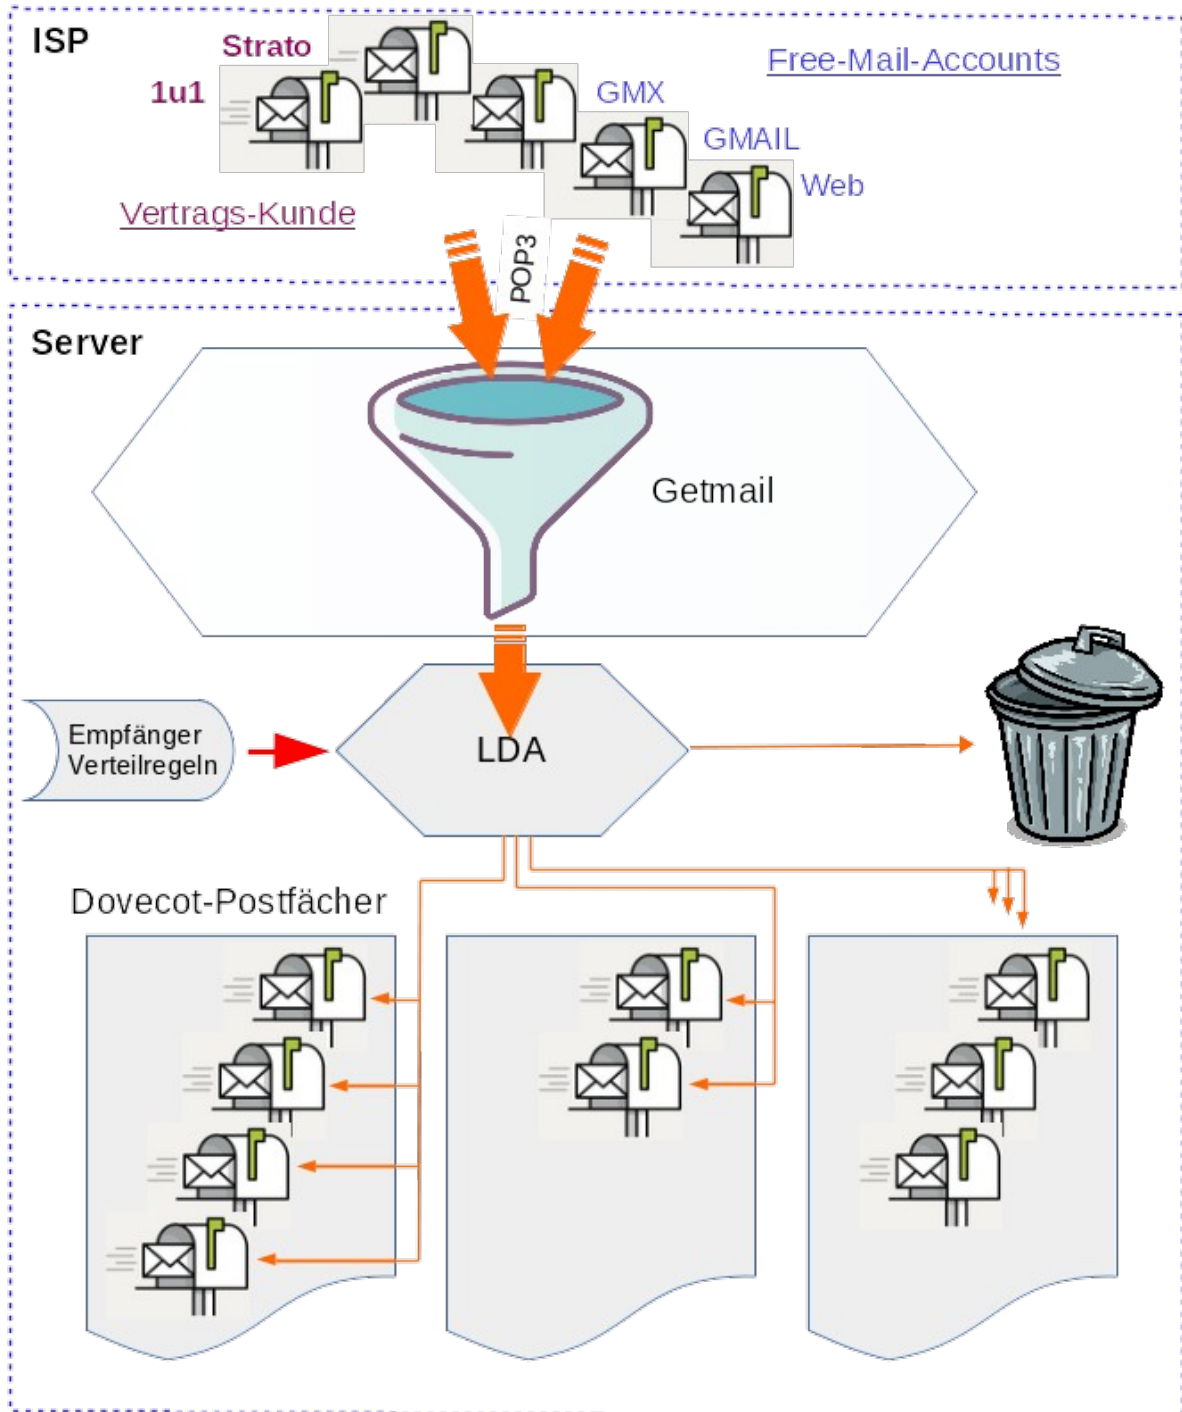 ISP
Strato
Free-Mail-Accounts
1u1
GMX
GMAIL
Web
Vertrags-Kunde
POP3
Server
Getmail
Empfänger
Verteilregeln
LDA
Dovecot-Postfächer